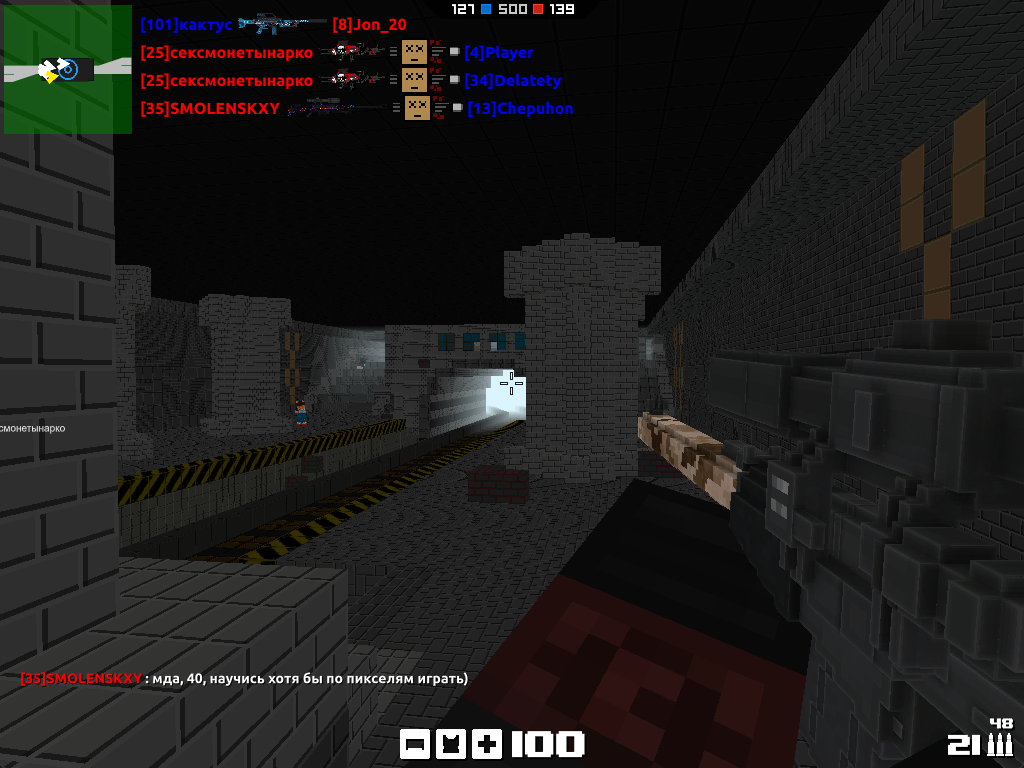 121 500 139
[101]кактус [8]Jon_20
[25]сексмонетынарко [4]Player
[25]сексмонетынарко [34]Delatety
[35]SMOLENSKXY [13]Chepuhon
смонетынарко
[35]SMOLENSKXY : мда, 40, научись хотя бы по пикселям играть)
100
48
21